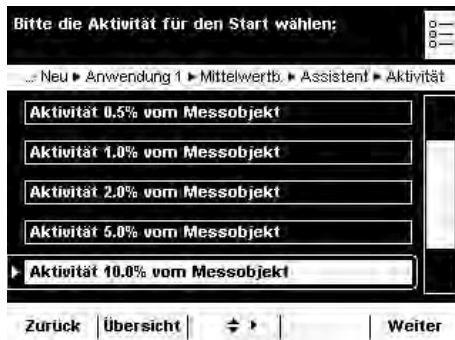 Bitte die Aktivität für den Start wählen:
...Neu ▸ Anwendung 1 ▸ Mittelwertb. ▸ Assistent ▸ Aktivität
Aktivität 0.5% vom Messobjekt
Aktivität 1.0% vom Messobjekt
Aktivität 2.0% vom Messobjekt
Aktivität 5.0% vom Messobjekt
Aktivität 10.0% vom Messobjekt
Zurück Übersicht Weiter